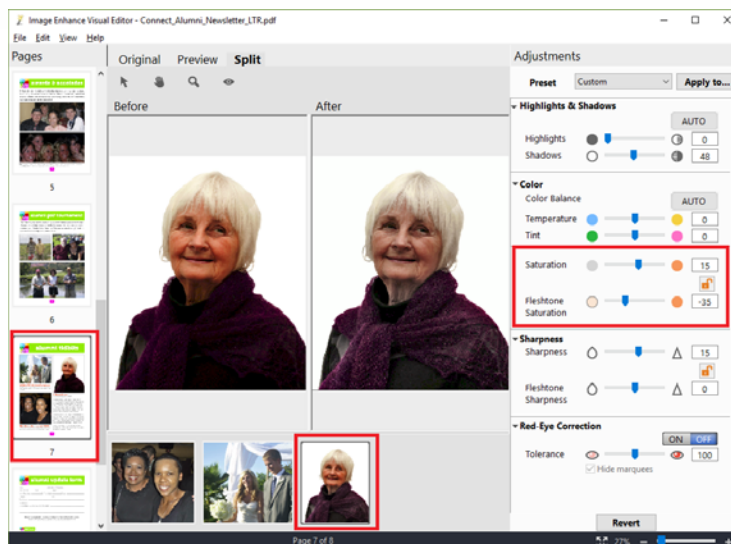 Image Enhance Visual Editor - Connect_Alumni_Newsletter_LTR.pdf
File Edit View Help
Pages
5
6
alumni update
7
Original Preview Split
Before
After
Page 7 of 8
Adjustments
Preset Custom Apply to...
Highlights & Shadows
AUTO
Highlights 0
Shadows 48
Color
Color Balance AUTO
Temperature 0
Tint 0
Saturation 15
Fleshtone -35
Saturation
Sharpness
Sharpness 15
Fleshtone 0
Sharpness
Red-Eye Correction
ON OFF
Tolerance 100
Hide marquees
Revert
27%